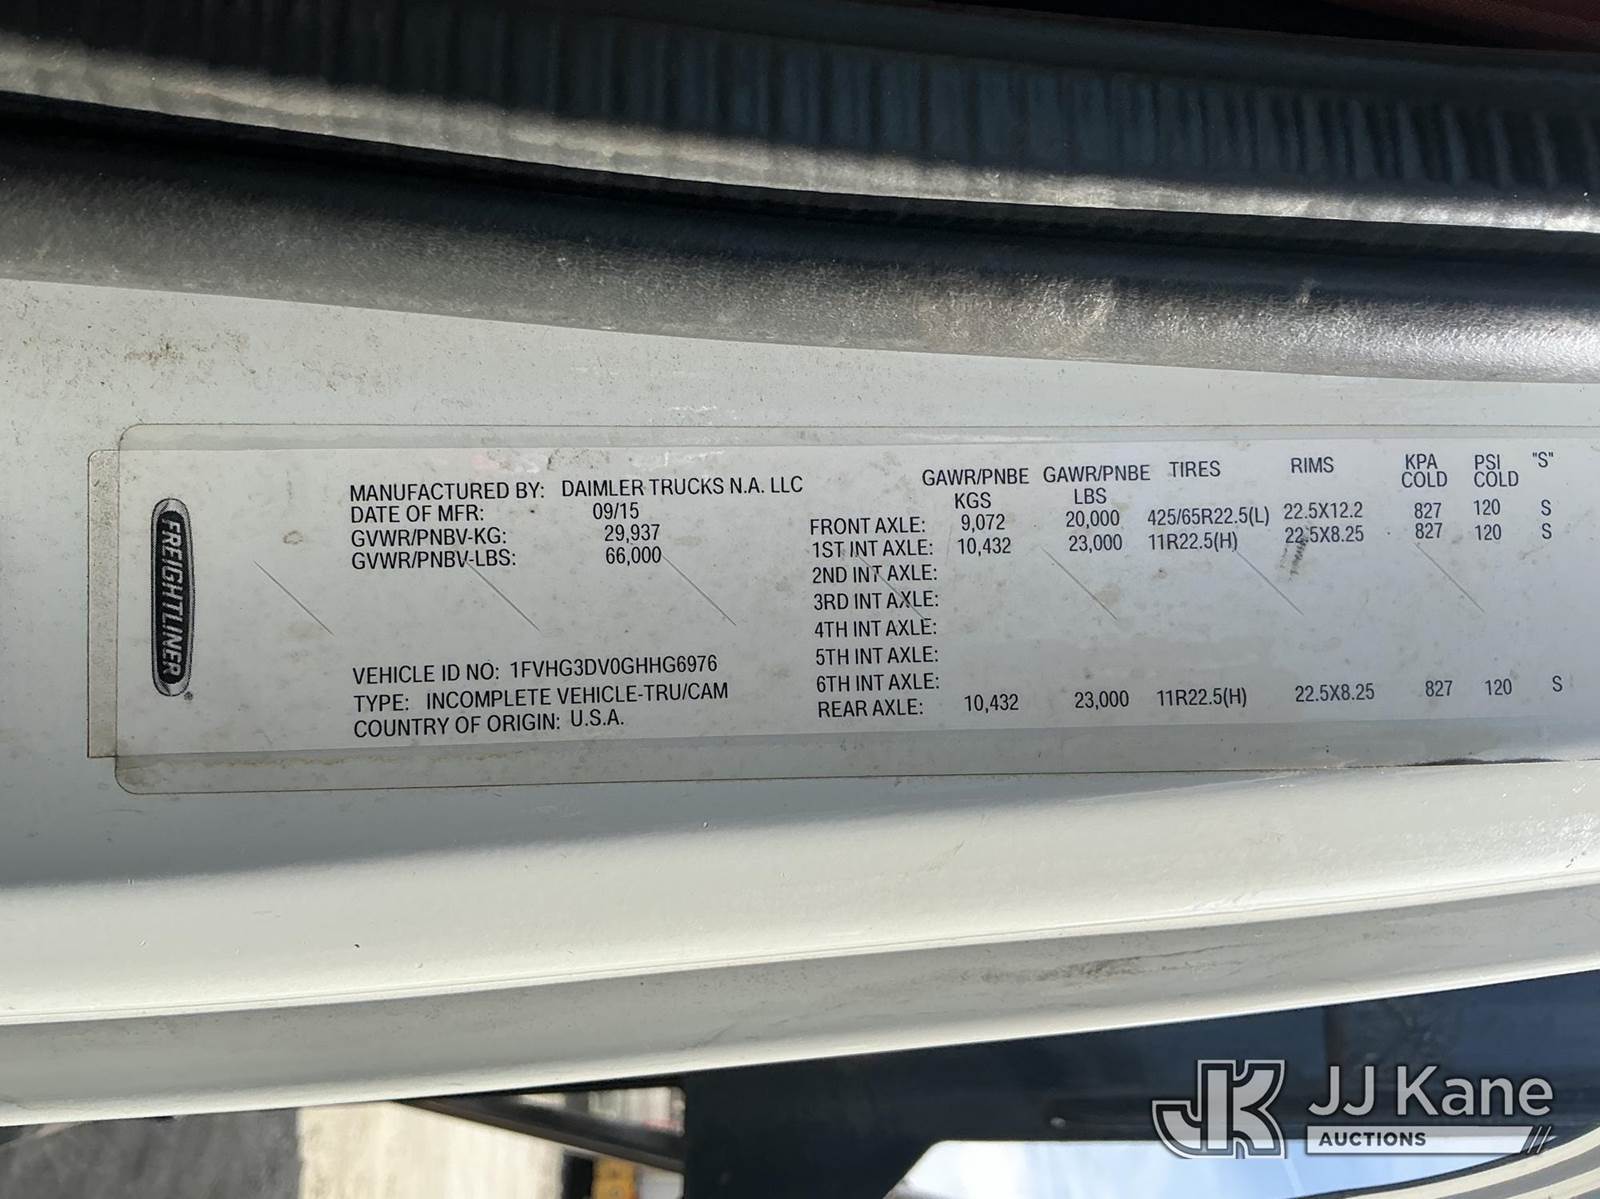 FREIGHTLINER®
MANUFACTURED BY: DAIMLER TRUCKS N.A. LLC
DATE OF MFR: 09/15
GVWR/PNBV-KG: 29,937
GVWR/PNBV-LBS: 66,000
VEHICLE ID NO: 1FVHG3DV0GHHG6976
TYPE: INCOMPLETE VEHICLE-TRU/CAM
COUNTRY OF ORIGIN: U.S.A.
GAWR/PNBE KGS GAWR/PNBE LBS TIRES RIMS KPA COLD PSI COLD "S"
FRONT AXLE: 9,072 20,000 425/65R22.5(L) 22.5X12.2 827 120 S
1ST INT AXLE: 10,432 23,000 11R22.5(H) 22.5X8.25 827 120 S
2ND INT AXLE:
3RD INT AXLE:
4TH INT AXLE:
5TH INT AXLE:
6TH INT AXLE:
REAR AXLE: 10,432 23,000 11R22.5(H) 22.5X8.25 827 120 S
JK JJ Kane
AUCTIONS